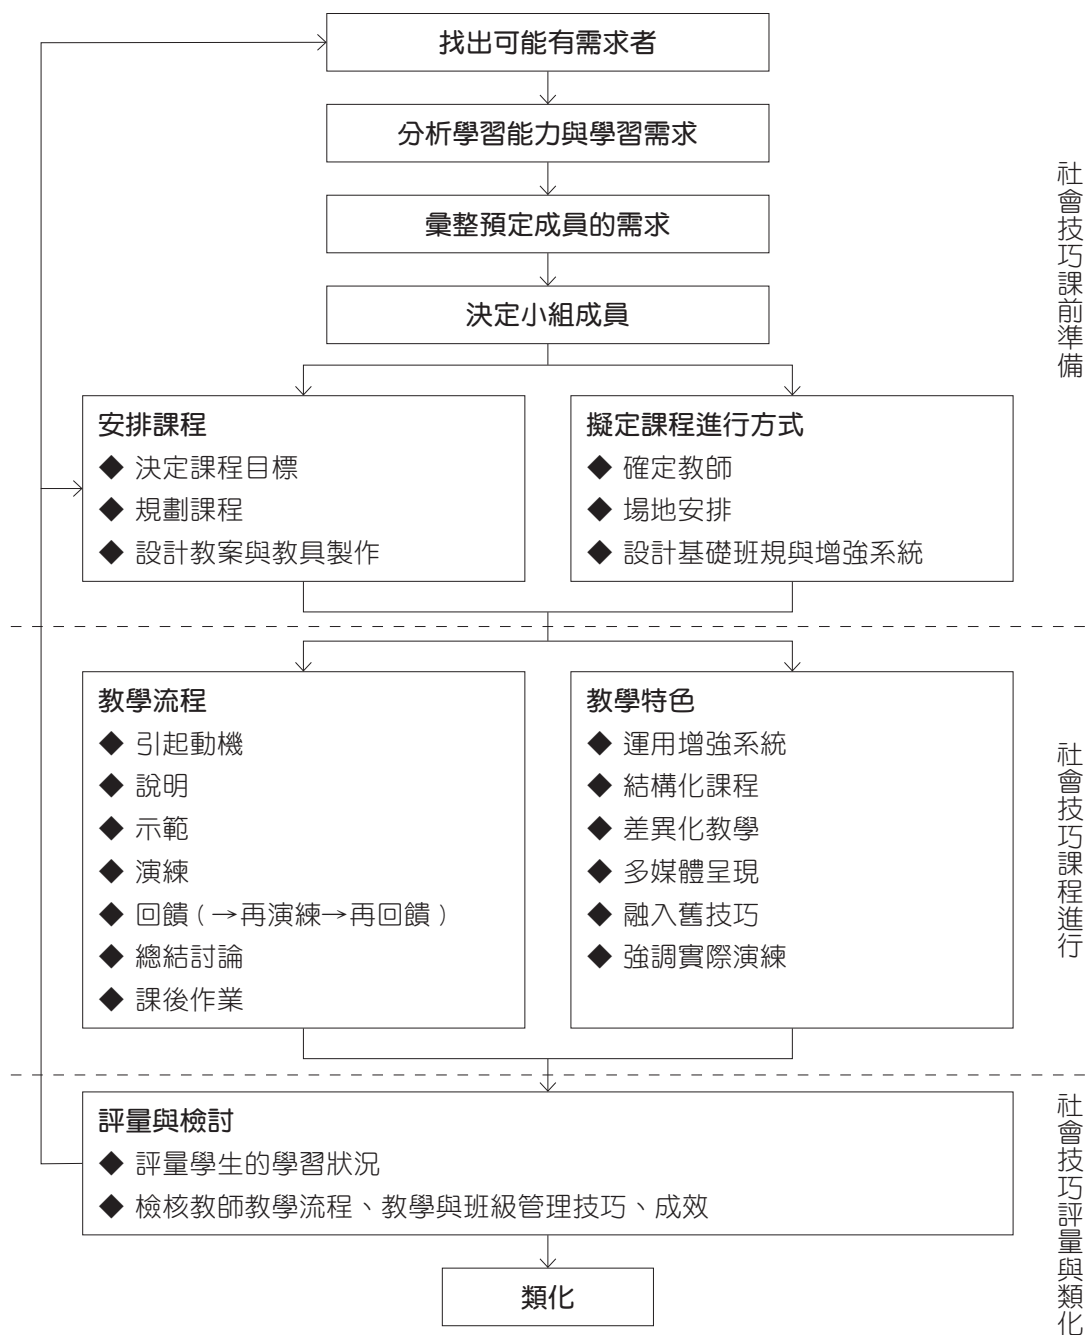 找出可能有需求者
分析學習能力與學習需求
彙整預定成員的需求
決定小組成員
社會技巧課前準備
安排課程
◆ 決定課程目標
◆ 規劃課程
◆ 設計教案與教具製作
擬定課程進行方式
◆ 確定教師
◆ 場地安排
◆ 設計基礎班規與增強系統
教學流程
◆ 引起動機
◆ 說明
◆ 示範
◆ 演練
◆ 回饋（→再演練→再回饋）
◆ 總結討論
◆ 課後作業
教學特色
◆ 運用增強系統
◆ 結構化課程
◆ 差異化教學
◆ 多媒體呈現
◆ 融入舊技巧
◆ 強調實際演練
社會技巧課程進行
評量與檢討
◆ 評量學生的學習狀況
◆ 檢核教師教學流程、教學與班級管理技巧、成效
類化
社會技巧評量與類化